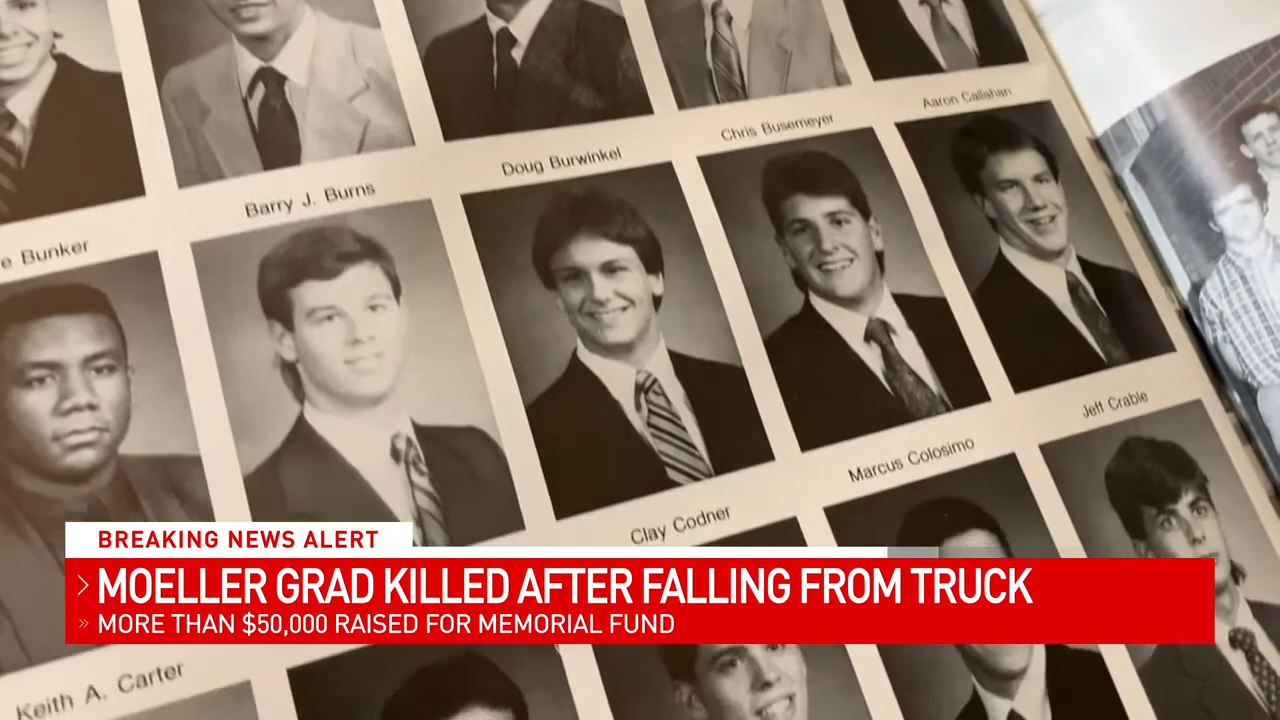 Aaron Callahan
Chris Busemeyer
Doug Burwinkel
Barry J. Burns
e Bunker
Jeff Crable
Marcus Colosimo
Clay Codner
BREAKING NEWS ALERT
MOELLER GRAD KILLED AFTER FALLING FROM TRUCK
MORE THAN $50,000 RAISED FOR MEMORIAL FUND
Keith A. Carter